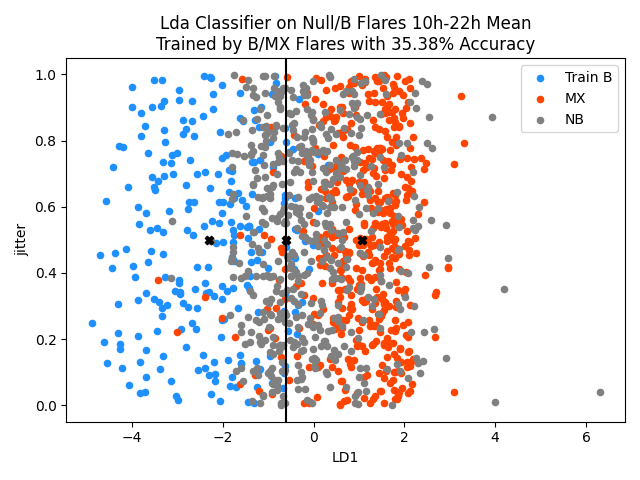 Lda Classifier on Null/B Flares 10h-22h Mean
Trained by B/MX Flares with 35.38% Accuracy
1.0
0.8
0.6
0.4
0.2
0.0
jitter
Train B
MX
NB
−4
−2
0
2
4
6
LD1